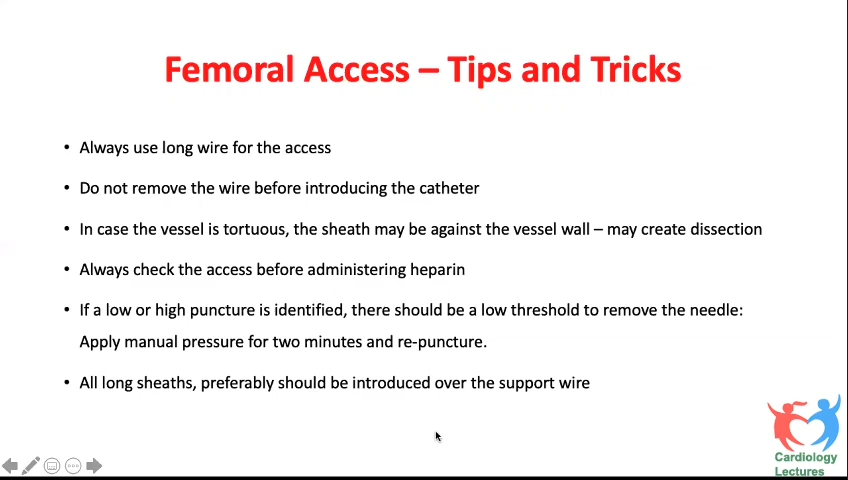 Femoral Access – Tips and Tricks
• Always use long wire for the access
• Do not remove the wire before introducing the catheter
• In case the vessel is tortuous, the sheath may be against the vessel wall – may create dissection
• Always check the access before administering heparin
• If a low or high puncture is identified, there should be a low threshold to remove the needle:
Apply manual pressure for two minutes and re-puncture.
• All long sheaths, preferably should be introduced over the support wire
Cardiology
Lectures